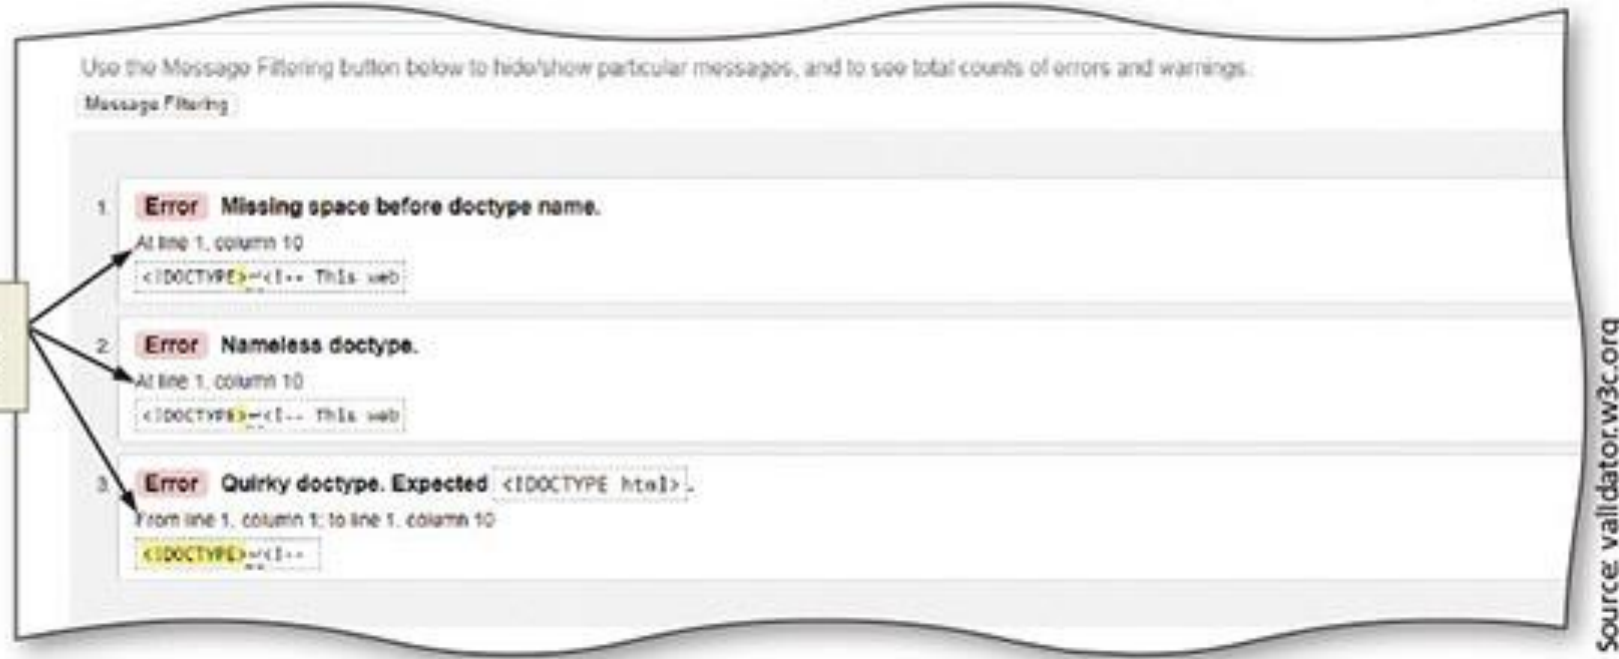 Use the Message Filtering button below to hide/show particular messages, and to see total counts of errors and warnings.
Message Filtering
1. Error Missing space before doctype name.
At line 1, column 10
<!DOCTYPE>↩<!-- This web
2. Error Nameless doctype.
At line 1, column 10
<!DOCTYPE>↩<!-- This web
3. Error Quirky doctype. Expected <!DOCTYPE html>.
From line 1, column 1; to line 1, column 10
<!DOCTYPE>↩<!--
Source: validator.w3c.org